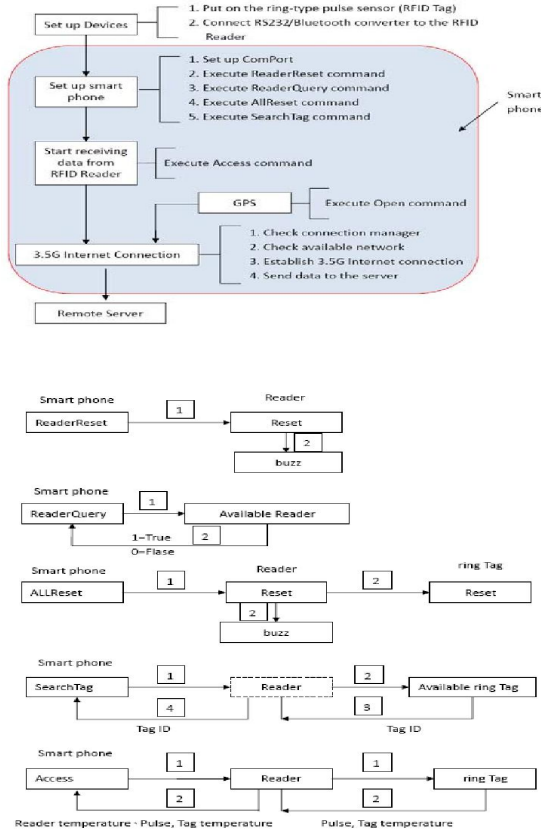 Set up Devices
1. Put on the ring-type pulse sensor (RFID Tag)
2. Connect RS232/Bluetooth converter to the RFID
Reader
Set up smart
phone
1. Set up ComPort
2. Execute ReaderReset command
3. Execute ReaderQuery command
4. Execute AllReset command
5. Execute SearchTag command
Smart
phone
Start receiving
data from
RFID Reader
Execute Access command
GPS
Execute Open command
3.5G Internet Connection
1. Check connection manager
2. Check available network
3. Establish 3.5G Internet connection
4. Send data to the server
Remote Server
Smart phone
Reader
ReaderReset
1
Reset
2
buzz
Smart phone
ReaderQuery
1
Available Reader
1-True
2
0-Flase
Smart phone
Reader
ring Tag
ALLReset
1
Reset
2
Reset
2
buzz
Smart phone
SearchTag
1
Reader
2
Available ring Tag
4
3
Tag ID
Tag ID
Smart phone
Access
1
Reader
1
ring Tag
2
2
Reader temperature、Pulse, Tag temperature
Pulse, Tag temperature